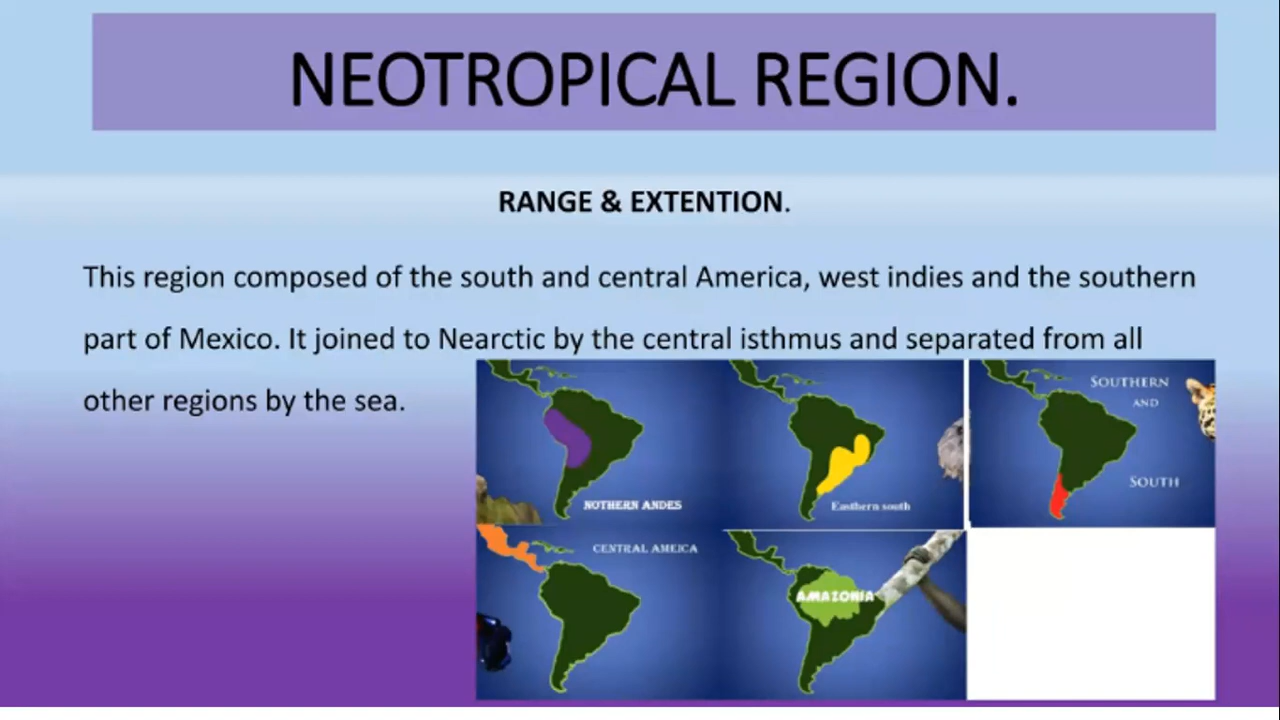 NEOTROPICAL REGION.
RANGE & EXTENTION.
This region composed of the south and central America, west indies and the southern
part of Mexico. It joined to Nearctic by the central isthmus and separated from all
other regions by the sea.
NOTHERN ANDES
Easthern south
SOUTHERN
AND
SOUTH
CENTRAL AMEICA
AMAZONIA